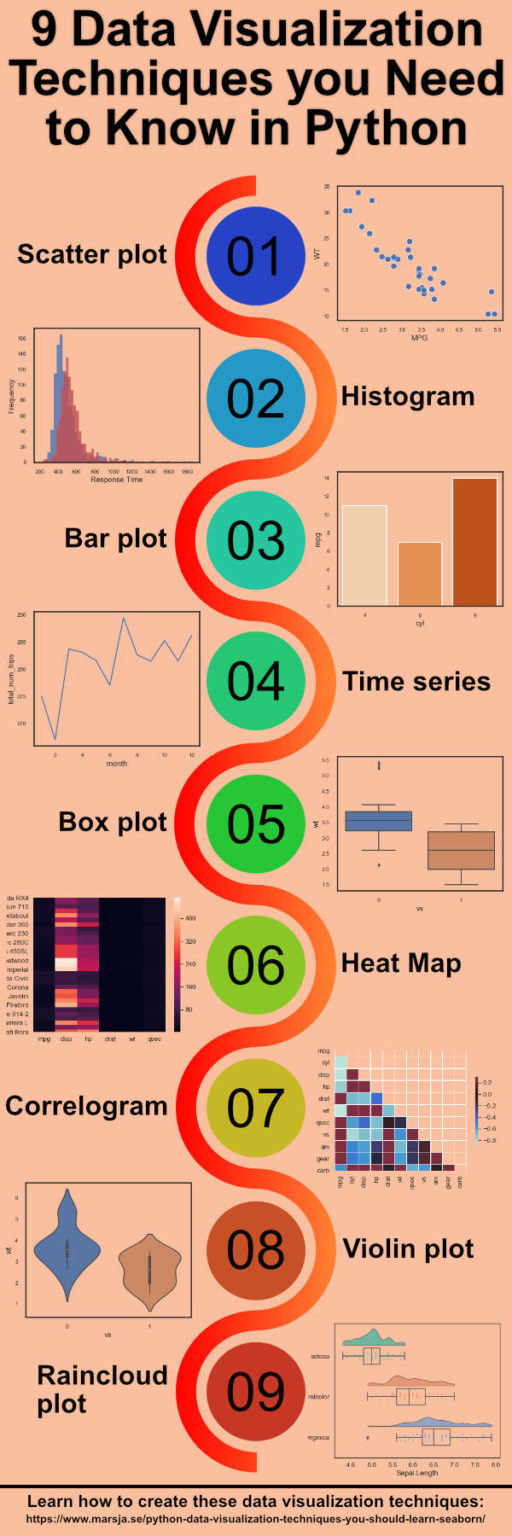 9 Data Visualization
Techniques you Need
to Know in Python
Scatter plot
01
WT
35
30
25
20
15
10
1.5 2.0 2.5 3.0 3.5 4.0 4.5 5.0 5.5
MPG
Frequency
160
140
120
100
80
60
40
20
0
200 400 600 800 1000 1200 1400 1600 1800
Response Time
02
Histogram
Bar plot
03
mpg
14
12
10
8
6
4
2
0
4 6 8
cyl
total_num_trips
285
280
275
270
2 4 6 8 10 12
month
04
Time series
Box plot
05
wt
5.5
5.0
4.5
4.0
3.5
3.0
2.5
2.0
1.5
0 1
vs
da RX4
sun 710
rtabout
ter 360
erc 230
rc 280C
450SL
etwood
mperial
ta Civic
Corona
Javelin
Firebird
e 914-2
antera L
ati Bora
mpg disp hp drat wt qsec
400
320
240
160
80
06
Heat Map
Correlogram
07
mpg
cyl
disp
hp
drat
wt
qsec
vs
am
gear
carb
mpg cyl disp hp drat wt qsec vs am gear carb
0.2
0.0
−0.2
−0.4
−0.6
−0.8
wt
6
5
4
3
2
1
0 1
vs
08
Violin plot
Raincloud
plot
09
setosa
rsicolor
irginica
4.5 5.0 5.5 6.0 6.5 7.0 7.5 8.0
Sepal.Length
Learn how to create these data visualization techniques:
https://www.marsja.se/python-data-visualization-techniques-you-should-learn-seaborn/